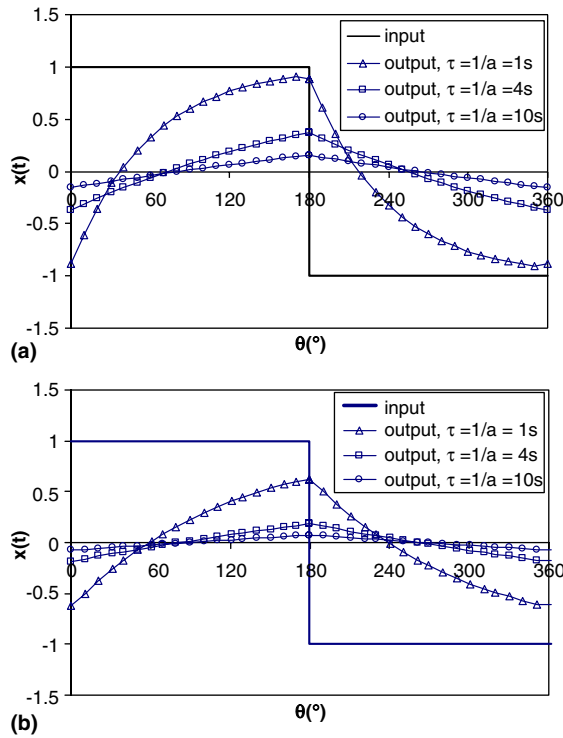 1.5
1
0.5
0
-0.5
-1
-1.5
x(t)
0 60 120 180 240 300 360
θ(°)
input
output, τ =1/a = 1s
output, τ =1/a = 4s
output, τ =1/a = 10s
(a)
1.5
1
0.5
0
-0.5
-1
-1.5
x(t)
0 60 120 180 240 300 360
θ(°)
input
output, τ =1/a = 1s
output, τ =1/a = 4s
output, τ =1/a = 10s
(b)